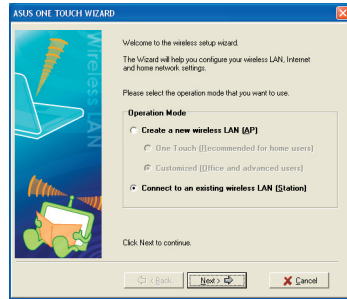 ASUS ONE TOUCH WIZARD
Wireless LAN
Welcome to the wireless setup wizard.
The Wizard will help you configure your wireless LAN, Internet
and home network settings.
Please select the operation mode that you want to use.
Operation Mode
Create a new wireless LAN (AP)
One Touch (Recommended for home users)
Customized (Office and advanced users)
Connect to an existing wireless LAN (Station)
Click Next to continue.
< Back
Next >
Cancel